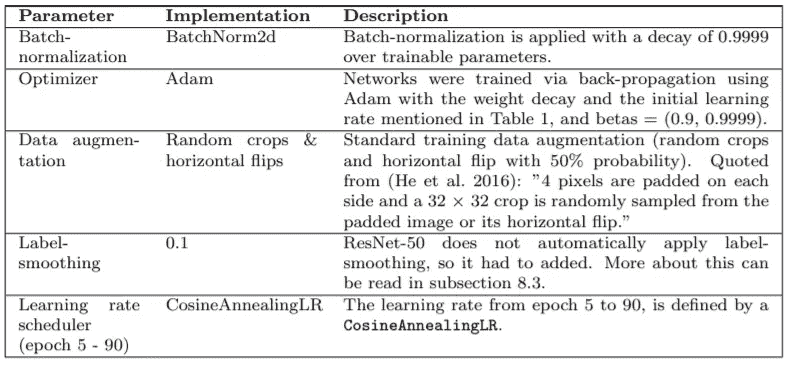 Parameter Implementation Description
Batch- BatchNorm2d Batch-normalization is applied with a decay of 0.9999
normalization over trainable parameters.
Optimizer Adam Networks were trained via back-propagation using
Adam with the weight decay and the initial learning
rate mentioned in Table 1, and betas = (0.9, 0.9999).
Data augmen- Random crops & Standard training data augmentation (random crops
tation horizontal flips and horizontal flip with 50% probability). Quoted
from (He et al. 2016): ”4 pixels are padded on each
side and a 32 × 32 crop is randomly sampled from the
padded image or its horizontal flip.”
Label- 0.1 ResNet-50 does not automatically apply label-
smoothing smoothing, so it had to added. More about this can
be read in subsection 8.3.
Learning rate CosineAnnealingLR The learning rate from epoch 5 to 90, is defined by a
scheduler CosineAnnealingLR.
(epoch 5 - 90)